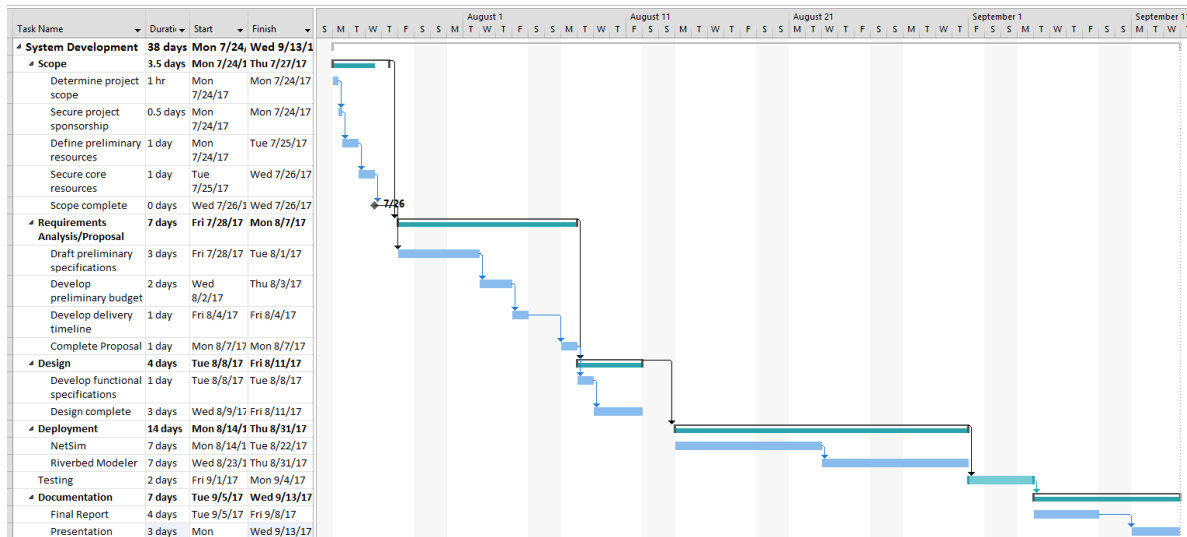 August 1 August 11 August 21 September 1 September 1
Task Name Durati Start Finish S M T W T F S S M T W T F S S M T W T F S S M T W T F S S M T W T F S S M T W T F S S M T W T F S S M T W T
System Development 38 days Mon 7/24/ Wed 9/13/1
Scope 3.5 days Mon 7/24/1 Thu 7/27/17
Determine project 1 hr Mon Mon 7/24/17
scope 7/24/17
Secure project 0.5 days Mon Mon 7/24/17
sponsorship 7/24/17
Define preliminary 1 day Mon Tue 7/25/17
resources 7/24/17
Secure core 1 day Tue Wed 7/26/17
resources 7/25/17
Scope complete 0 days Wed 7/26/1 Wed 7/26/17 7/26
Requirements 7 days Fri 7/28/17 Mon 8/7/17
Analysis/Proposal
Draft preliminary 3 days Fri 7/28/17 Tue 8/1/17
specifications
Develop 2 days Wed Thu 8/3/17
preliminary budget 8/2/17
Develop delivery 1 day Fri 8/4/17 Fri 8/4/17
timeline
Complete Proposal 1 day Mon 8/7/17 Mon 8/7/17
Design 4 days Tue 8/8/17 Fri 8/11/17
Develop functional 1 day Tue 8/8/17 Tue 8/8/17
specifications
Design complete 3 days Wed 8/9/17 Fri 8/11/17
Deployment 14 days Mon 8/14/1 Thu 8/31/17
NetSim 7 days Mon 8/14/1 Tue 8/22/17
Riverbed Modeler 7 days Wed 8/23/1 Thu 8/31/17
Testing 2 days Fri 9/1/17 Mon 9/4/17
Documentation 7 days Tue 9/5/17 Wed 9/13/17
Final Report 4 days Tue 9/5/17 Fri 9/8/17
Presentation 3 days Mon Wed 9/13/17